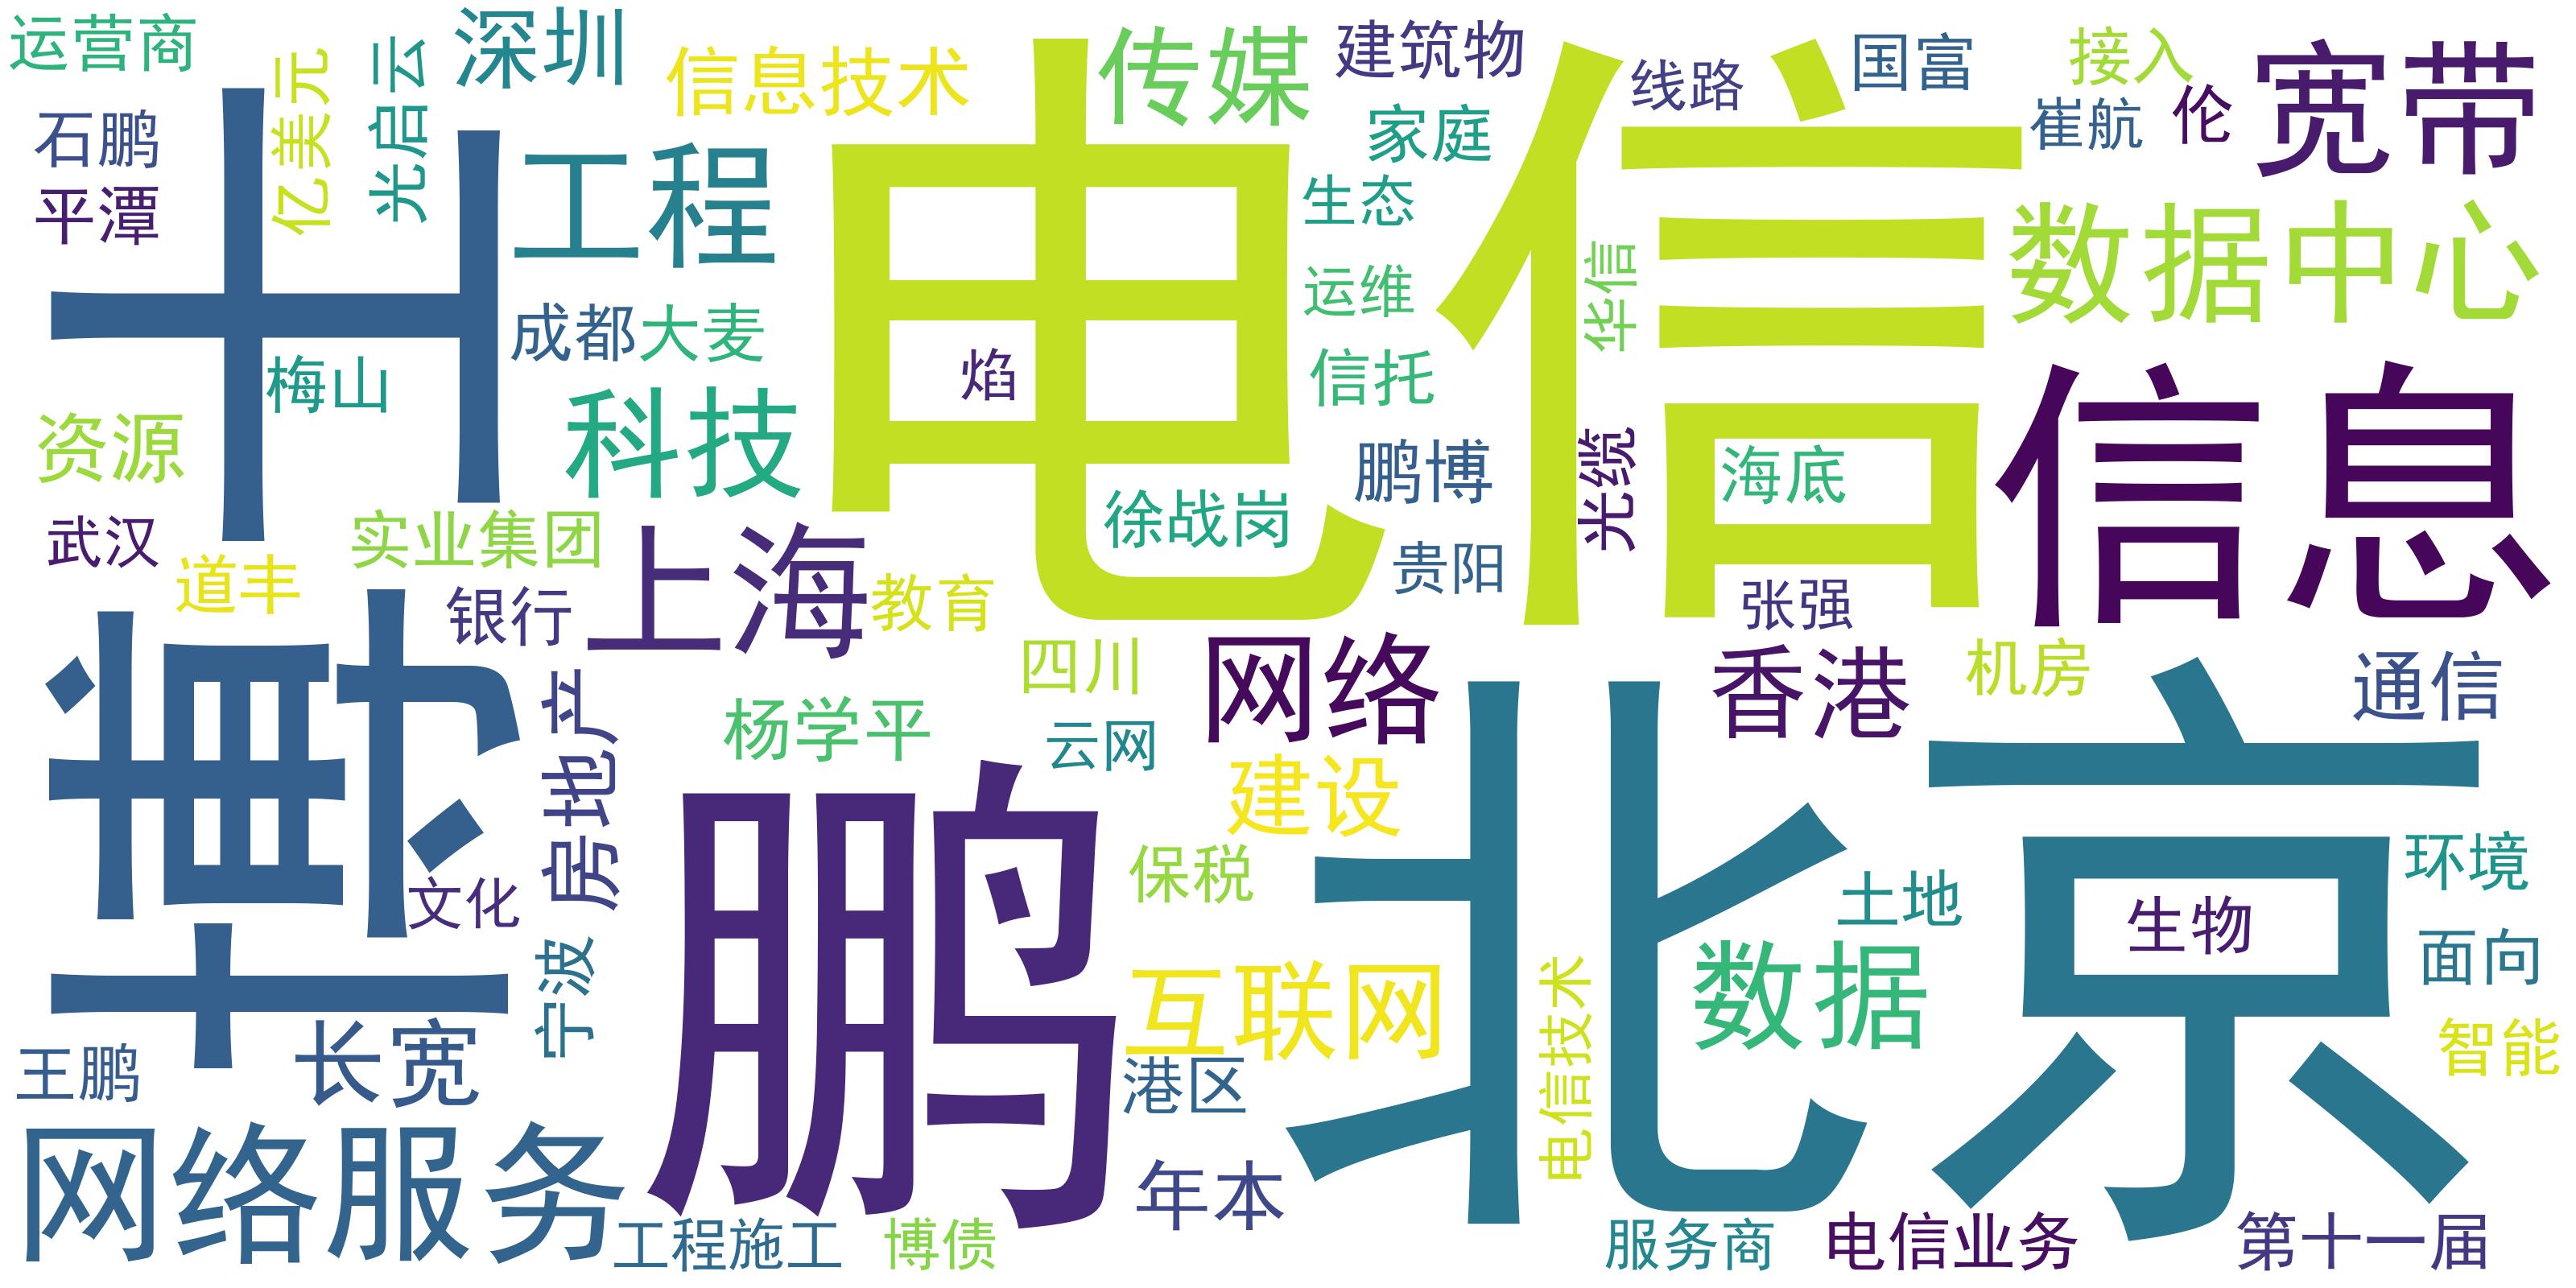 运营商
亿美元
光启云
深圳
信息技术
传媒
建筑物
线路
国富
接入
伦
崔航
宽带
石鹏
平潭
博士
工程
电信
家庭
生态
数据中心
华信
运维
成都
大麦
梅山
焰
信托
信息
科技
资源
鹏博
光缆
海底
徐战岗
武汉
实业集团
上海
道丰
银行
教育
贵阳
张强
四川
网络
香港
机房
通信
杨学平
云网
房地产
鹏
建设
北京
保税
文化
土地
生物
环境
宁波
互联网
数据
面向
电信技术
智能
王鹏
长宽
港区
网络服务
年本
工程施工
博债
服务商
电信业务
第十一届